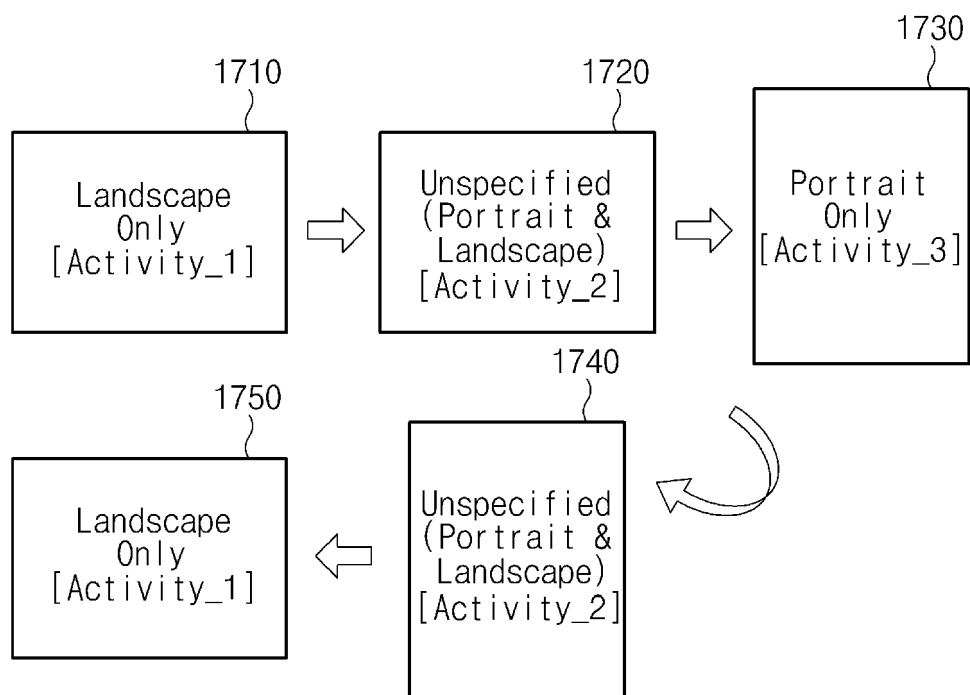 1710
Landscape
Only
[Activity_1]
1720
Unspecified
(Portrait &
Landscape)
[Activity_2]
1730
Portrait
Only
[Activity_3]
1740
Unspecified
(Portrait &
Landscape)
[Activity_2]
1750
Landscape
Only
[Activity_1]